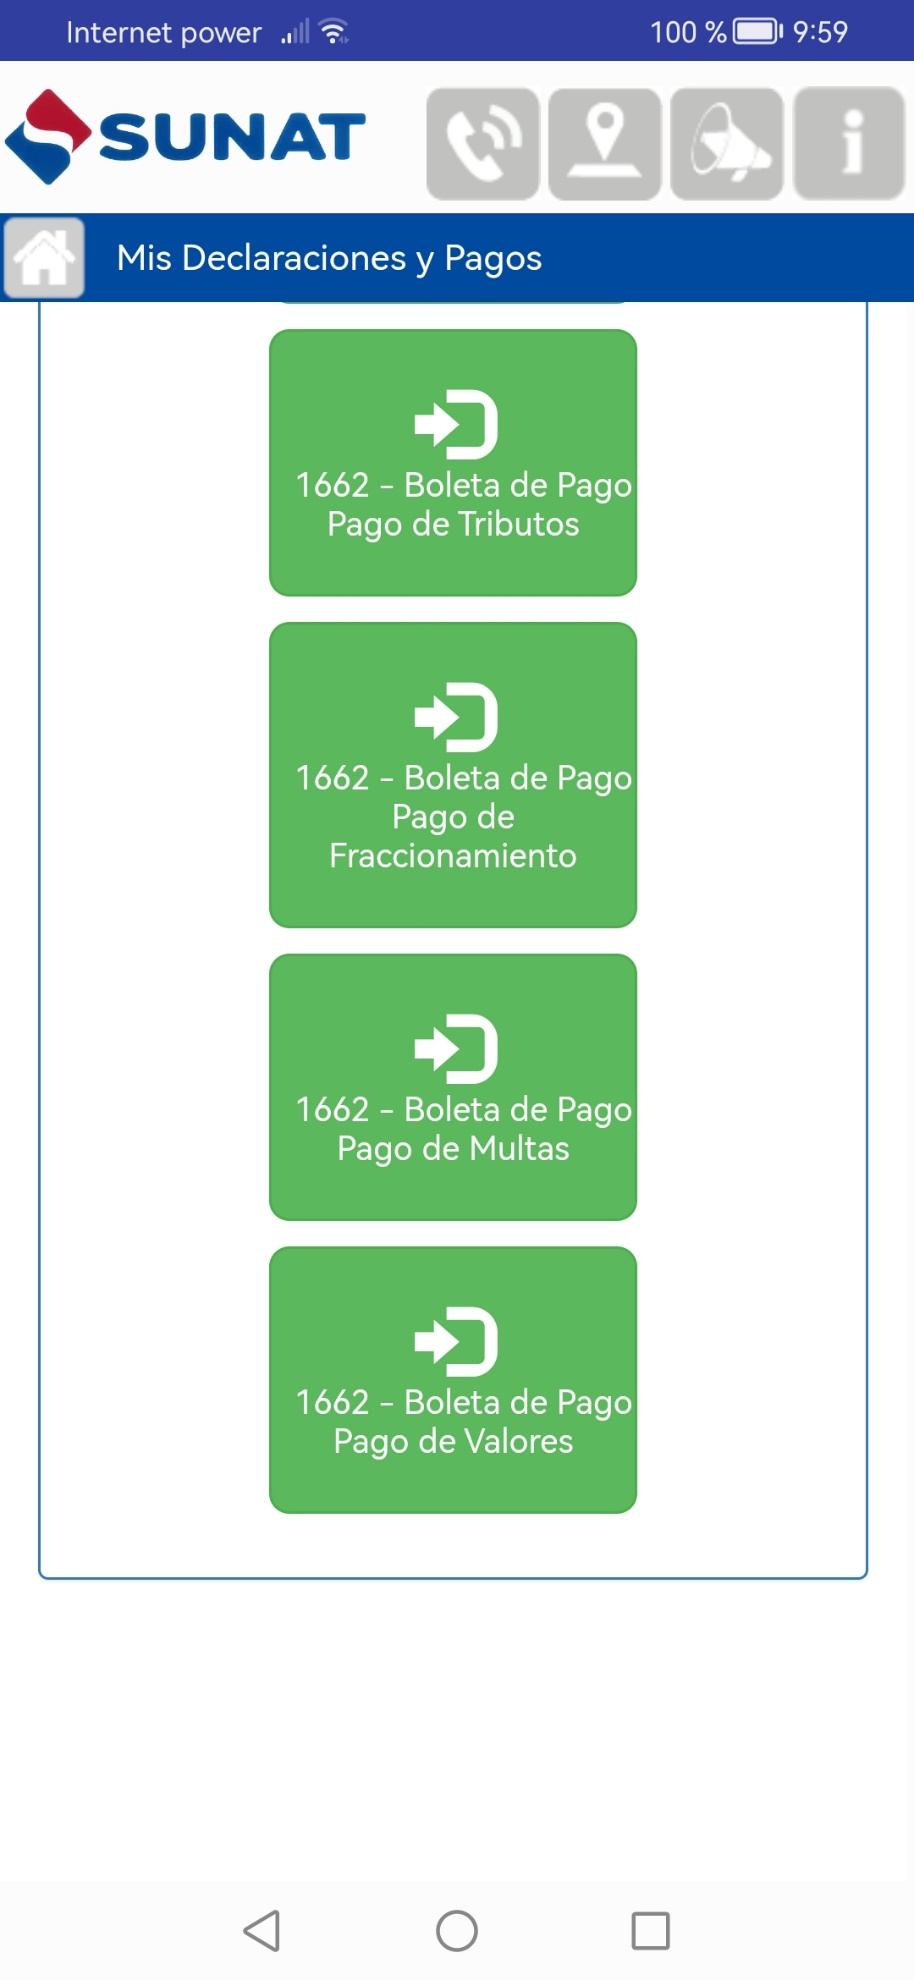 Internet power 100 % 9:59
SUNAT
Mis Declaraciones y Pagos
1662 - Boleta de Pago
Pago de Tributos
1662 - Boleta de Pago
Pago de
Fraccionamiento
1662 - Boleta de Pago
Pago de Multas
1662 - Boleta de Pago
Pago de Valores